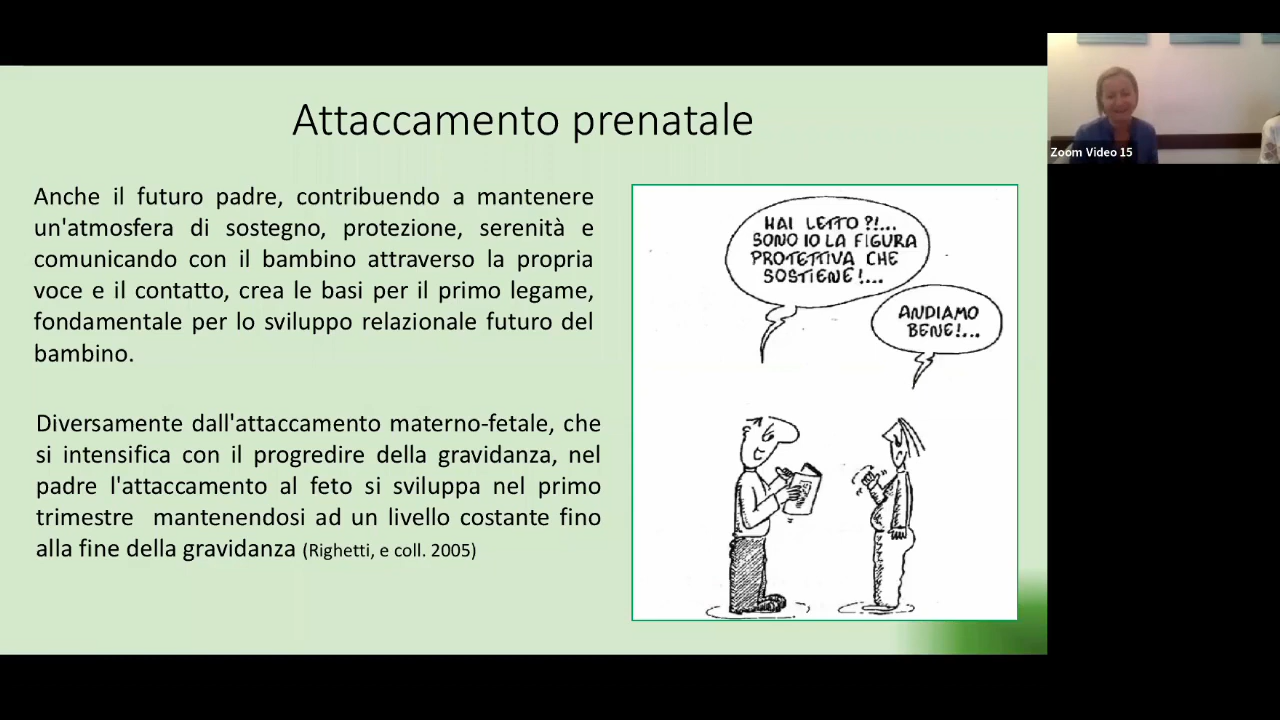 Attaccamento prenatale
Anche il futuro padre, contribuendo a mantenere
un'atmosfera di sostegno, protezione, serenità e
comunicando con il bambino attraverso la propria
voce e il contatto, crea le basi per il primo legame,
fondamentale per lo sviluppo relazionale futuro del
bambino.
Diversamente dall'attaccamento materno-fetale, che
si intensifica con il progredire della gravidanza, nel
padre l'attaccamento al feto si sviluppa nel primo
trimestre mantenendosi ad un livello costante fino
alla fine della gravidanza (Righetti, e coll. 2005)
HAI LETTO ?!...
SONO IO LA FIGURA
PROTETTIVA CHE
SOSTIENE!...
ANDIAMO
BENE!...
Zoom Video 15